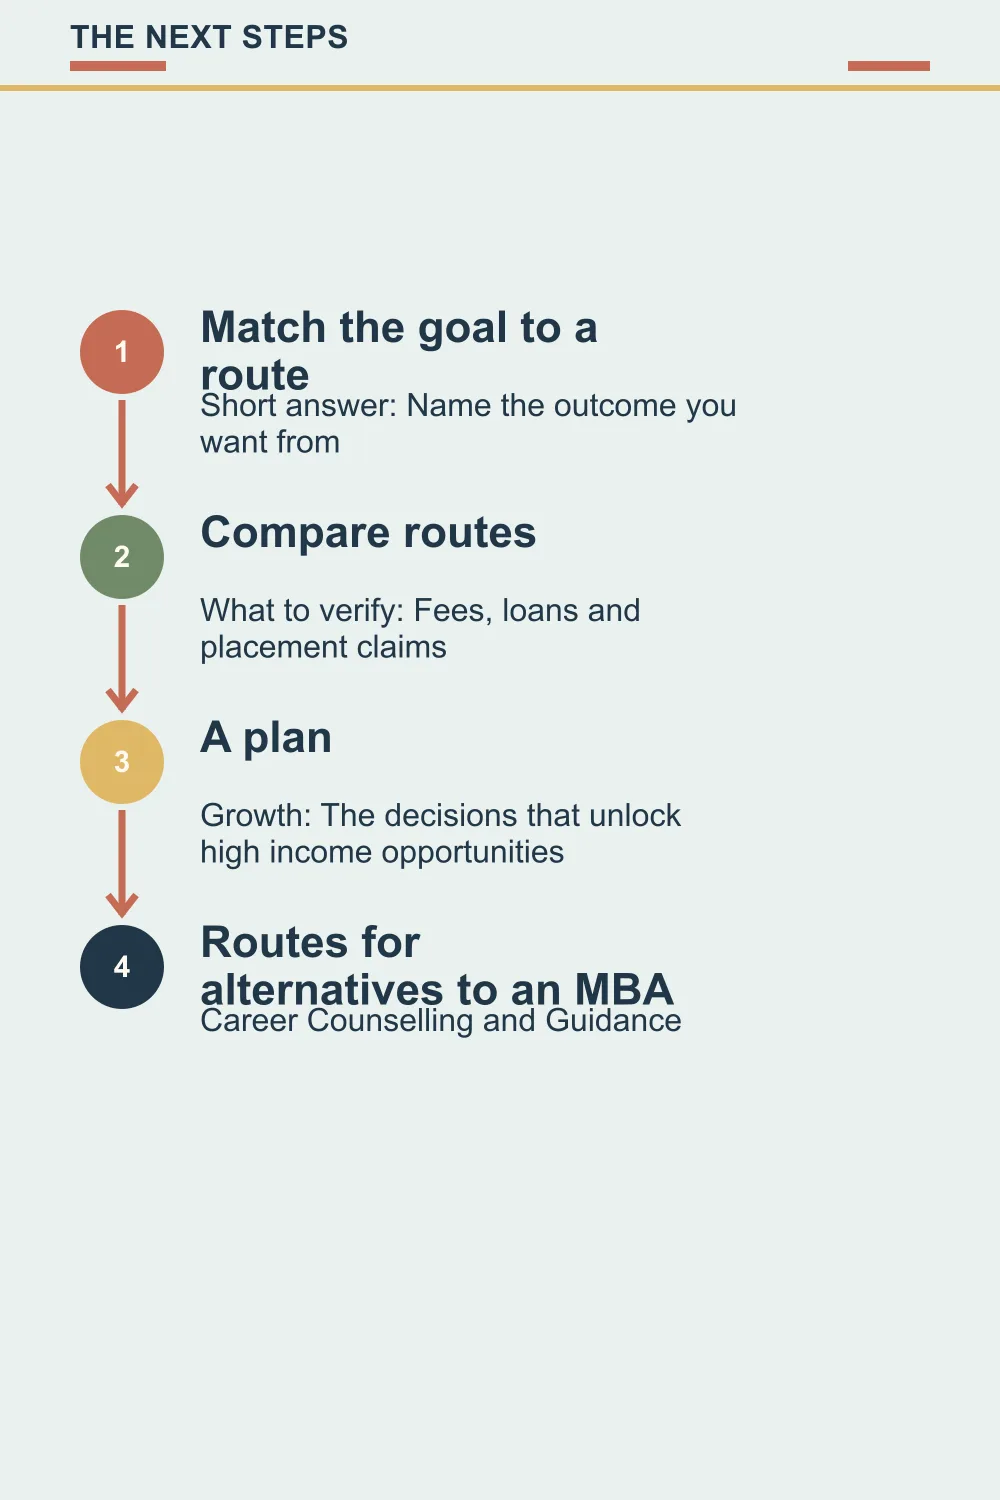 THE NEXT STEPS
1
Match the goal to a
route
Short answer: Name the outcome you
want from
2
Compare routes
What to verify: Fees, loans and
placement claims
3
A plan
Growth: The decisions that unlock
high income opportunities
4
Routes for
alternatives to an MBA
Career Counselling and Guidance